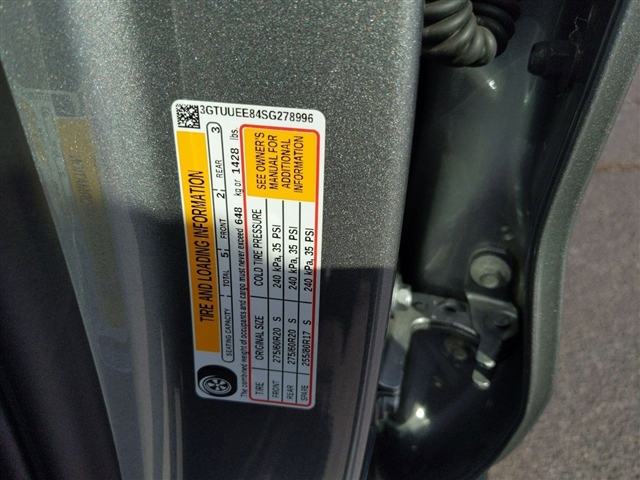 3GTUUEE84SG278996
TIRE AND LOADING INFORMATION
SEATING CAPACITY TOTAL 5 FRONT 2 REAR 3
The combined weight of occupants and cargo must never exceed 648 kg or 1428 lbs.
TIRE ORIGINAL SIZE COLD TIRE PRESSURE
FRONT 275/60R20 S 240 kPa, 35 PSI
REAR 275/60R20 S 240 kPa, 35 PSI
SPARE 255/80R17 S 240 kPa, 35 PSI
SEE OWNER'S
MANUAL FOR
ADDITIONAL
INFORMATION